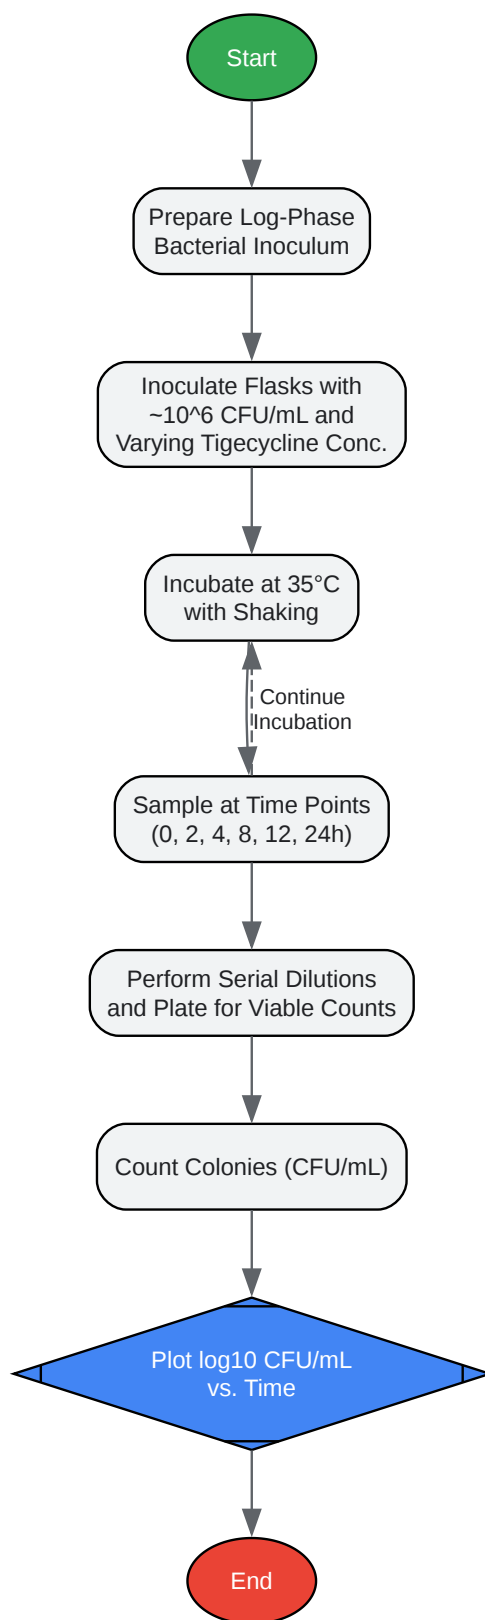 Start
Prepare Log-Phase
Bacterial Inoculum
Inoculate Flasks with
~10^6 CFU/mL and
Varying Tigecycline Conc.
Incubate at 35°C
with Shaking
Continue
Incubation
Sample at Time Points
(0, 2, 4, 8, 12, 24h)
Perform Serial Dilutions
and Plate for Viable Counts
Count Colonies (CFU/mL)
Plot log10 CFU/mL
vs. Time
End